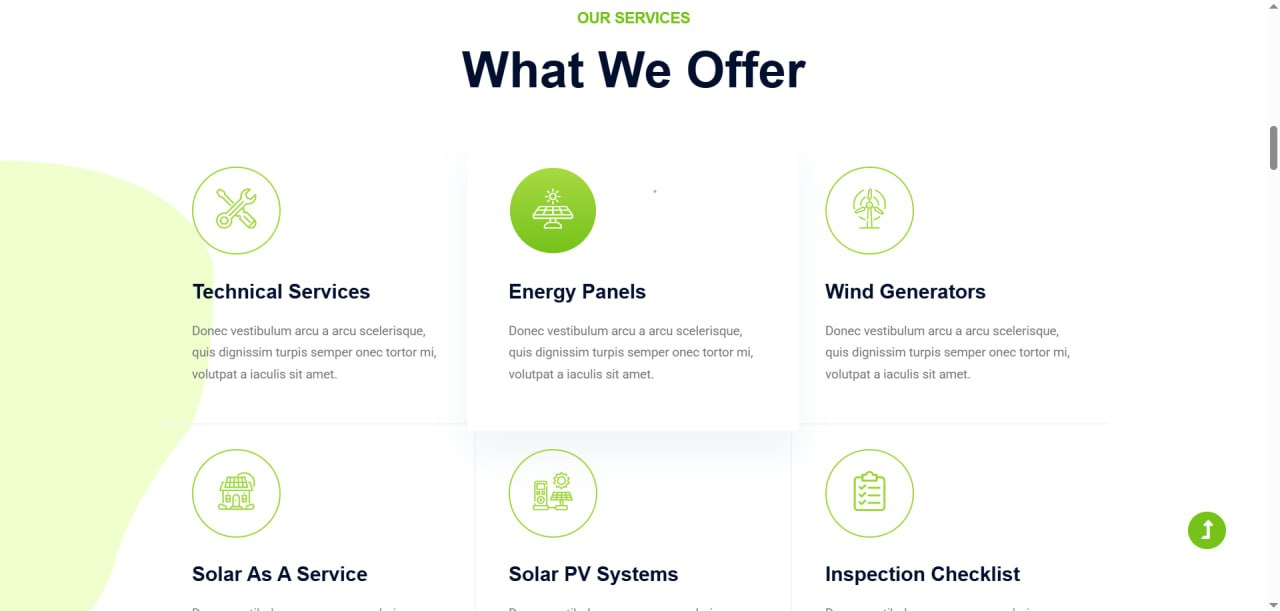 OUR SERVICES
What We Offer
Technical Services
Donec vestibulum arcu a arcu scelerisque,
quis dignissim turpis semper onec tortor mi,
volutpat a iaculis sit amet.
Energy Panels
Donec vestibulum arcu a arcu scelerisque,
quis dignissim turpis semper onec tortor mi,
volutpat a iaculis sit amet.
Wind Generators
Donec vestibulum arcu a arcu scelerisque,
quis dignissim turpis semper onec tortor mi,
volutpat a iaculis sit amet.
Solar As A Service
Solar PV Systems
Inspection Checklist